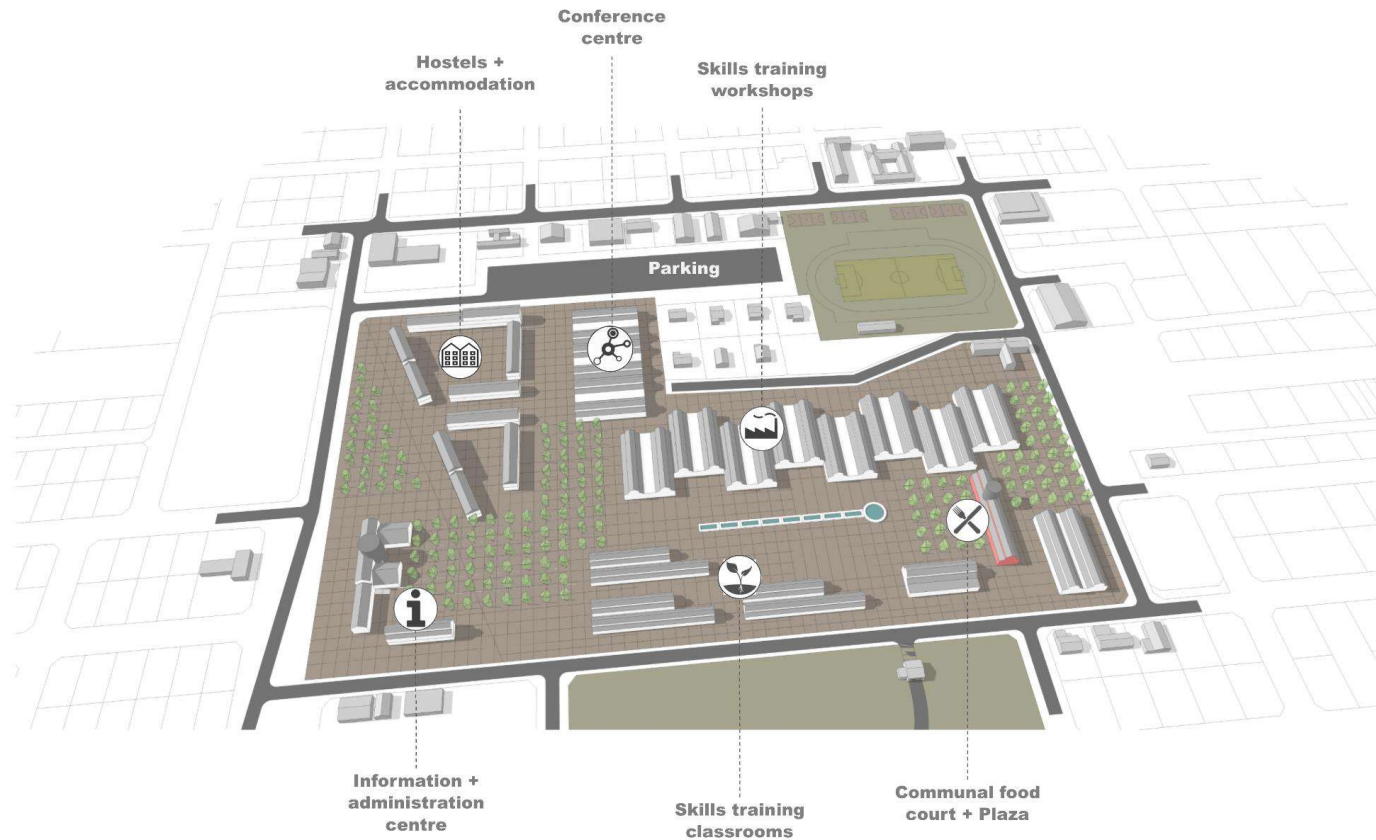 Conference
centre
Hostels +
accommodation
Skills training
workshops
Parking
Information +
administration
centre
Skills training
classrooms
Communal food
court + Plaza